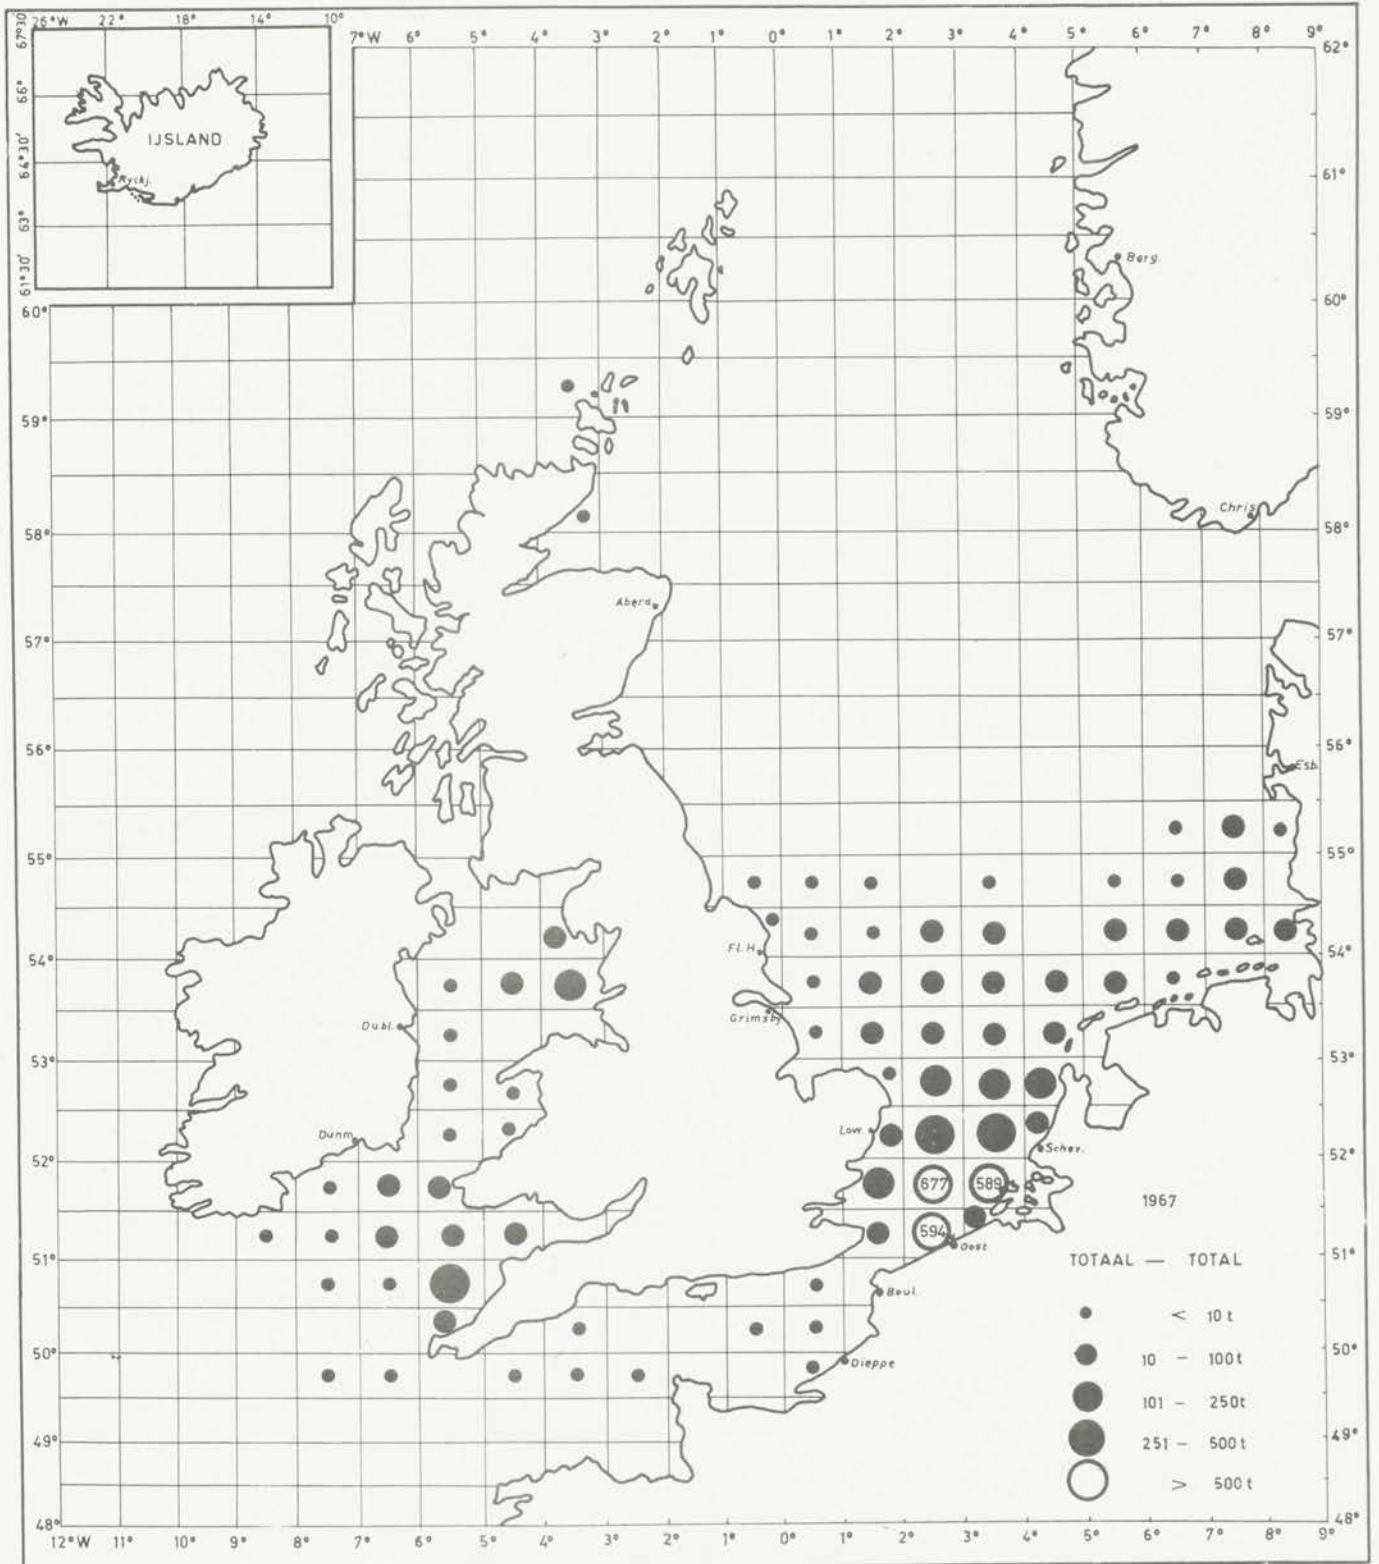 26°W 22° 18° 14° 10°
67°30'
66°
64°30'
63°
61°30'
IJSLAND
Ryckj.
7°W 6° 5° 4° 3° 2° 1° 0° 1° 2° 3° 4° 5° 6° 7° 8° 9°
62°
61°
61°
Berg.
60° 60°
59° 59°
Chris
58° 58°
Aberd.
57° 57°
56° 56°
Esb.
55° 55°
Fl.H.
54° 54°
Grimsby
Dubl.
53° 53°
Low.
Dunm.
Schev.
52° 52°
677 589
1967
594
Oost.
51° 51°
TOTAAL — TOTAL
Boul.
< 10 t
50° 50°
Dieppe
10 – 100t
101 – 250t
49° 49°
251 – 500 t
> 500 t
48° 48°
12°W 11° 10° 9° 8° 7° 6° 5° 4° 3° 2° 1° 0° 1° 2° 3° 4° 5° 6° 7° 8° 9°